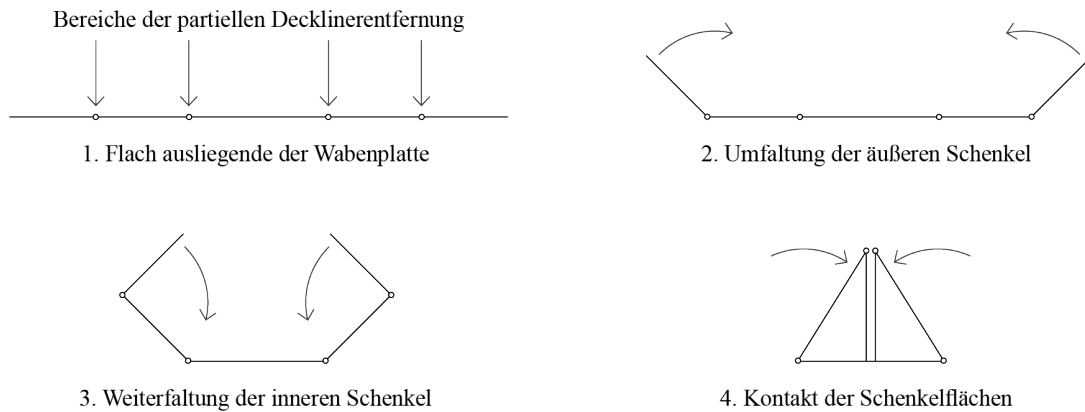 Bereiche der partiellen Decklinerentfernung
1. Flach ausliegende der Wabenplatte
2. Umfaltung der äußeren Schenkel
3. Weiterfaltung der inneren Schenkel
4. Kontakt der Schenkelflächen